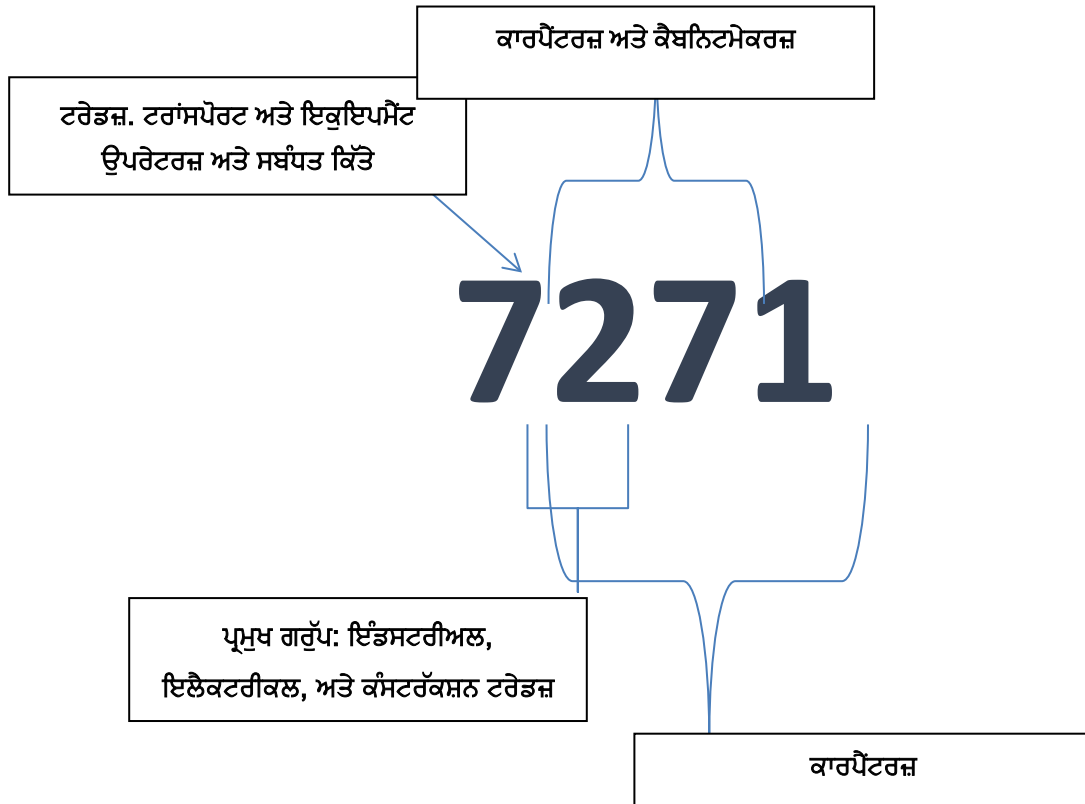 ਕਾਰਪੈਂਟਰਜ਼ ਅਤੇ ਕੈਬਨਿਟਮੇਕਰਜ਼
ਟਰੇਡਜ਼. ਟਰਾਂਸਪੋਰਟ ਅਤੇ ਇਕੁਇਪਮੈਂਟ
ਉਪਰੇਟਰਜ਼ ਅਤੇ ਸਬੰਧਤ ਕਿੱਤੇ
7271
ਪ੍ਰਮੁਖ ਗਰੁੱਪ: ਇੰਡਸਟਰੀਅਲ,
ਇਲੈਕਟਰੀਕਲ, ਅਤੇ ਕੰਸਟਰੱਕਸ਼ਨ ਟਰੇਡਜ਼
ਕਾਰਪੈਂਟਰਜ਼